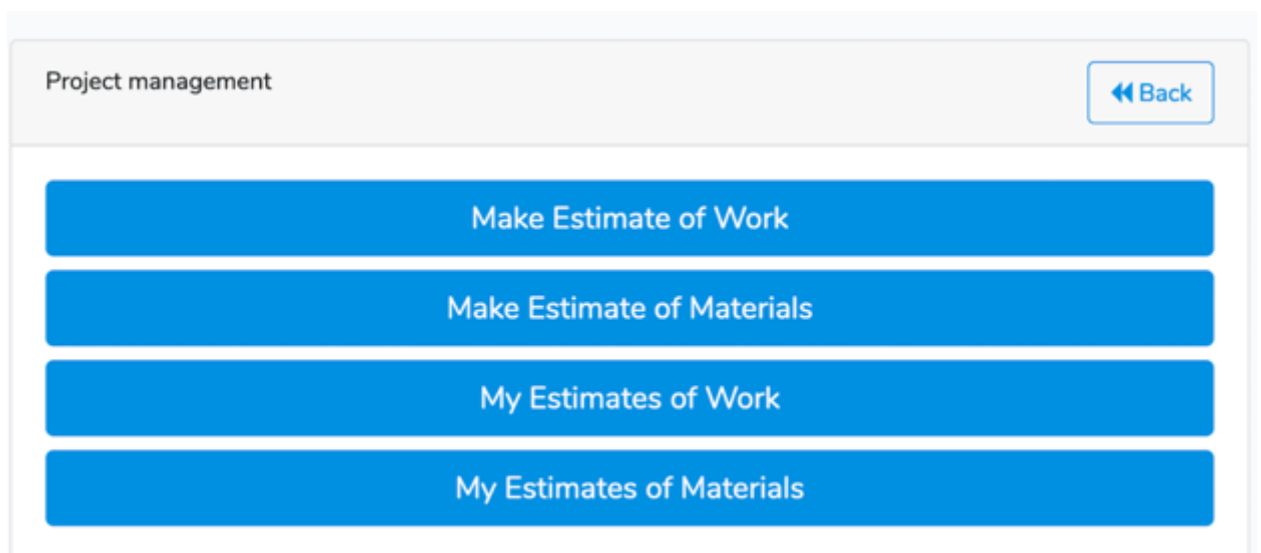 Project management
Back
Make Estimate of Work
Make Estimate of Materials
My Estimates of Work
My Estimates of Materials